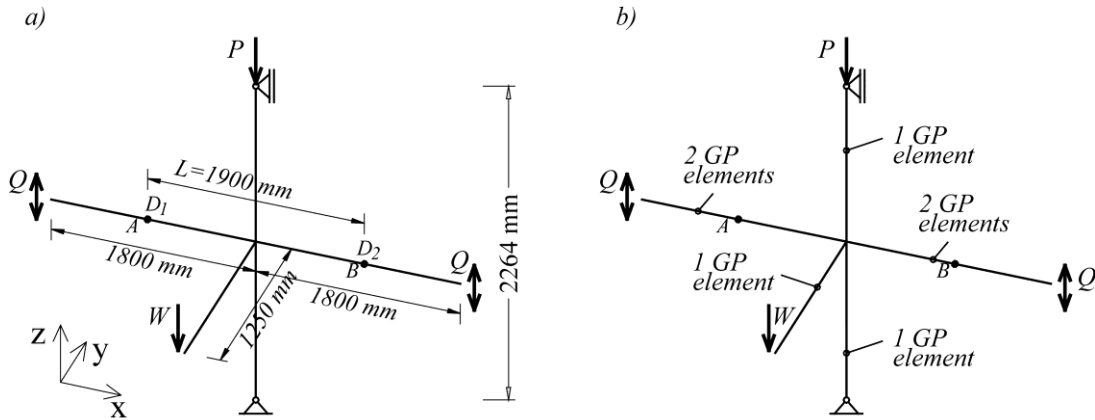 a)
P
L=1900 mm
Q
D1
A
D2
B
1800 mm
1800 mm
Q
W
1250 mm
2264 mm
z
y
x
b)
P
1 GP
element
2 GP
elements
Q
A
2 GP
elements
B
1 GP
element
Q
W
1 GP
element